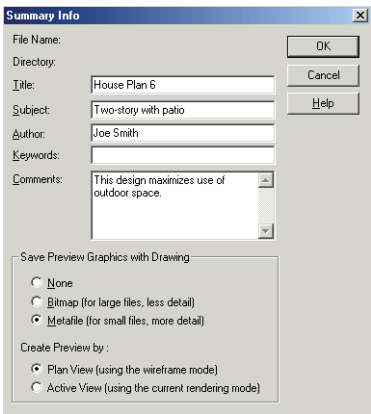 Summary Info
File Name:
OK
Directory:
Cancel
Title: House Plan 6
Help
Subject: Two-story with patio
Author: Joe Smith
Keywords:
Comments: This design maximizes use of
outdoor space.
Save Preview Graphics with Drawing
None
Bitmap (for large files, less detail)
Metafile (for small files, more detail)
Create Preview by :
Plan View (using the wireframe mode)
Active View (using the current rendering mode)